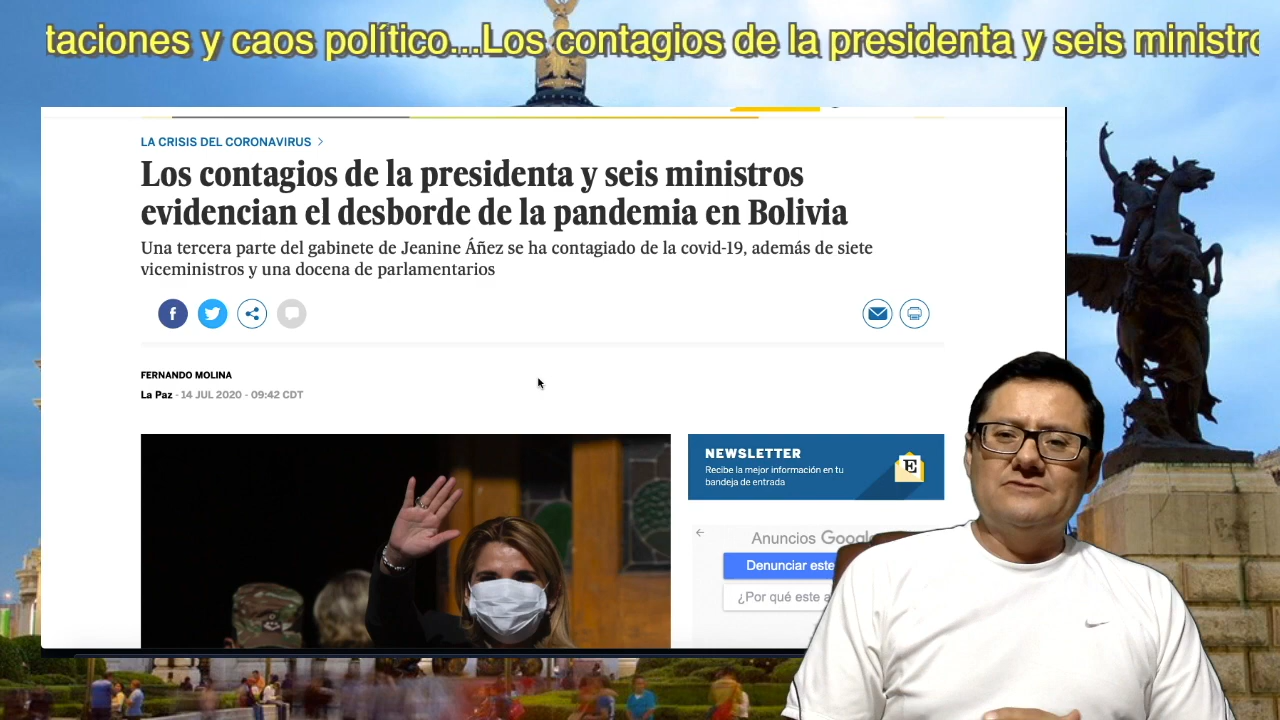 taciones y caos político...Los contagios de la presidenta y seis ministro
LA CRISIS DEL CORONAVIRUS
Los contagios de la presidenta y seis ministros
evidencian el desborde de la pandemia en Bolivia
Una tercera parte del gabinete de Jeanine Áñez se ha contagiado de la covid-19, además de siete
viceministros y una docena de parlamentarios
FERNANDO MOLINA
La Paz - 14 JUL 2020 - 09:42 CDT
NEWSLETTER
Recibe la mejor información en tu
bandeja de entrada
E
Anuncios Google
Denunciar este
¿Por qué este a